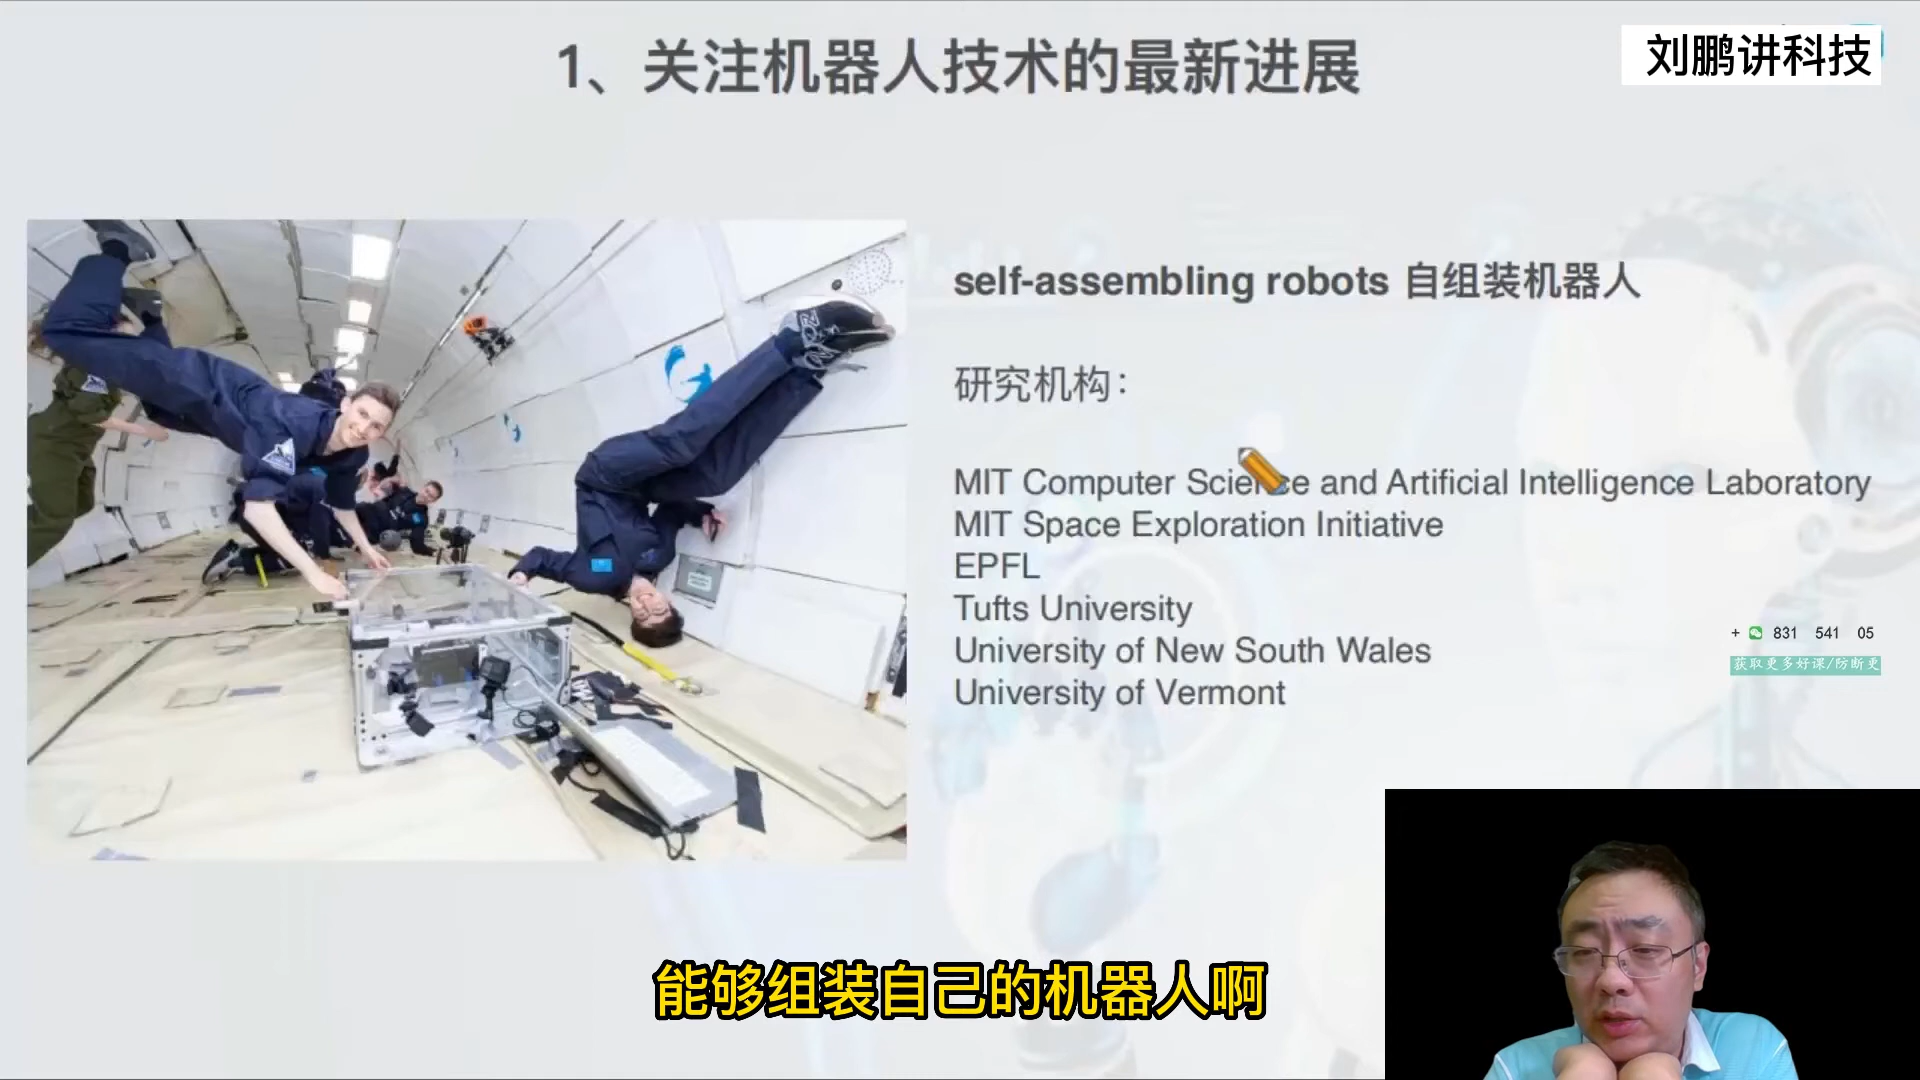 1、关注机器人技术的最新进展
刘鹏讲科技
self-assembling robots 自组装机器人
研究机构：
MIT Computer Science and Artificial Intelligence Laboratory
MIT Space Exploration Initiative
EPFL
Tufts University
University of New South Wales
University of Vermont
+ 831 541 05
获取更多好课/防断更
能够组装自己的机器人啊